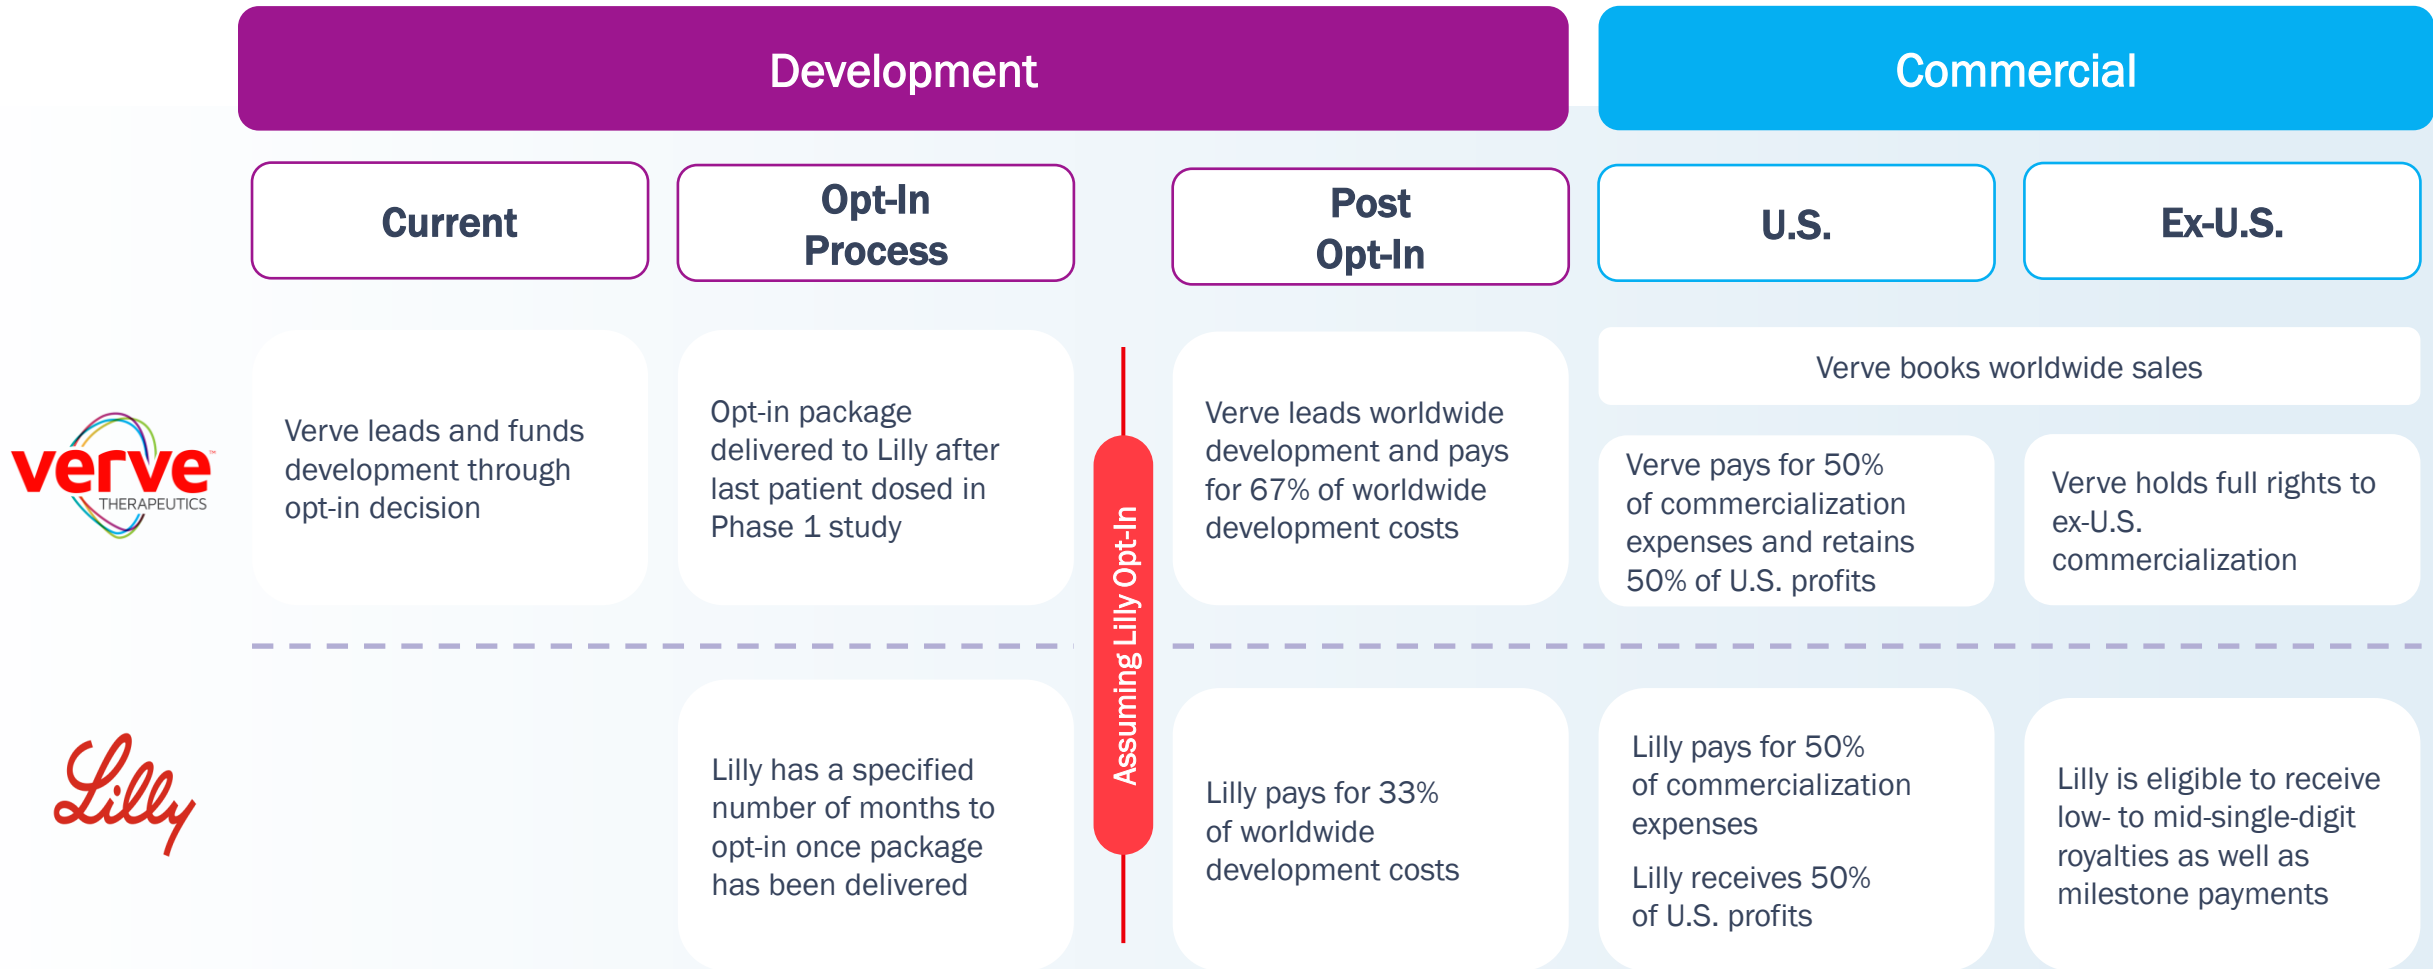 Development
Commercial
Current
Opt-In
Process
Post
Opt-In
U.S.
Ex-U.S.
verve™
THERAPEUTICS
Verve leads and funds
development through
opt-in decision
Opt-in package
delivered to Lilly after
last patient dosed in
Phase 1 study
Assuming Lilly Opt-In
Verve leads worldwide
development and pays
for 67% of worldwide
development costs
Verve books worldwide sales
Verve pays for 50%
of commercialization
expenses and retains
50% of U.S. profits
Verve holds full rights to
ex-U.S.
commercialization
Lilly
Lilly has a specified
number of months to
opt-in once package
has been delivered
Lilly pays for 33%
of worldwide
development costs
Lilly pays for 50%
of commercialization
expenses
Lilly receives 50%
of U.S. profits
Lilly is eligible to receive
low- to mid-single-digit
royalties as well as
milestone payments